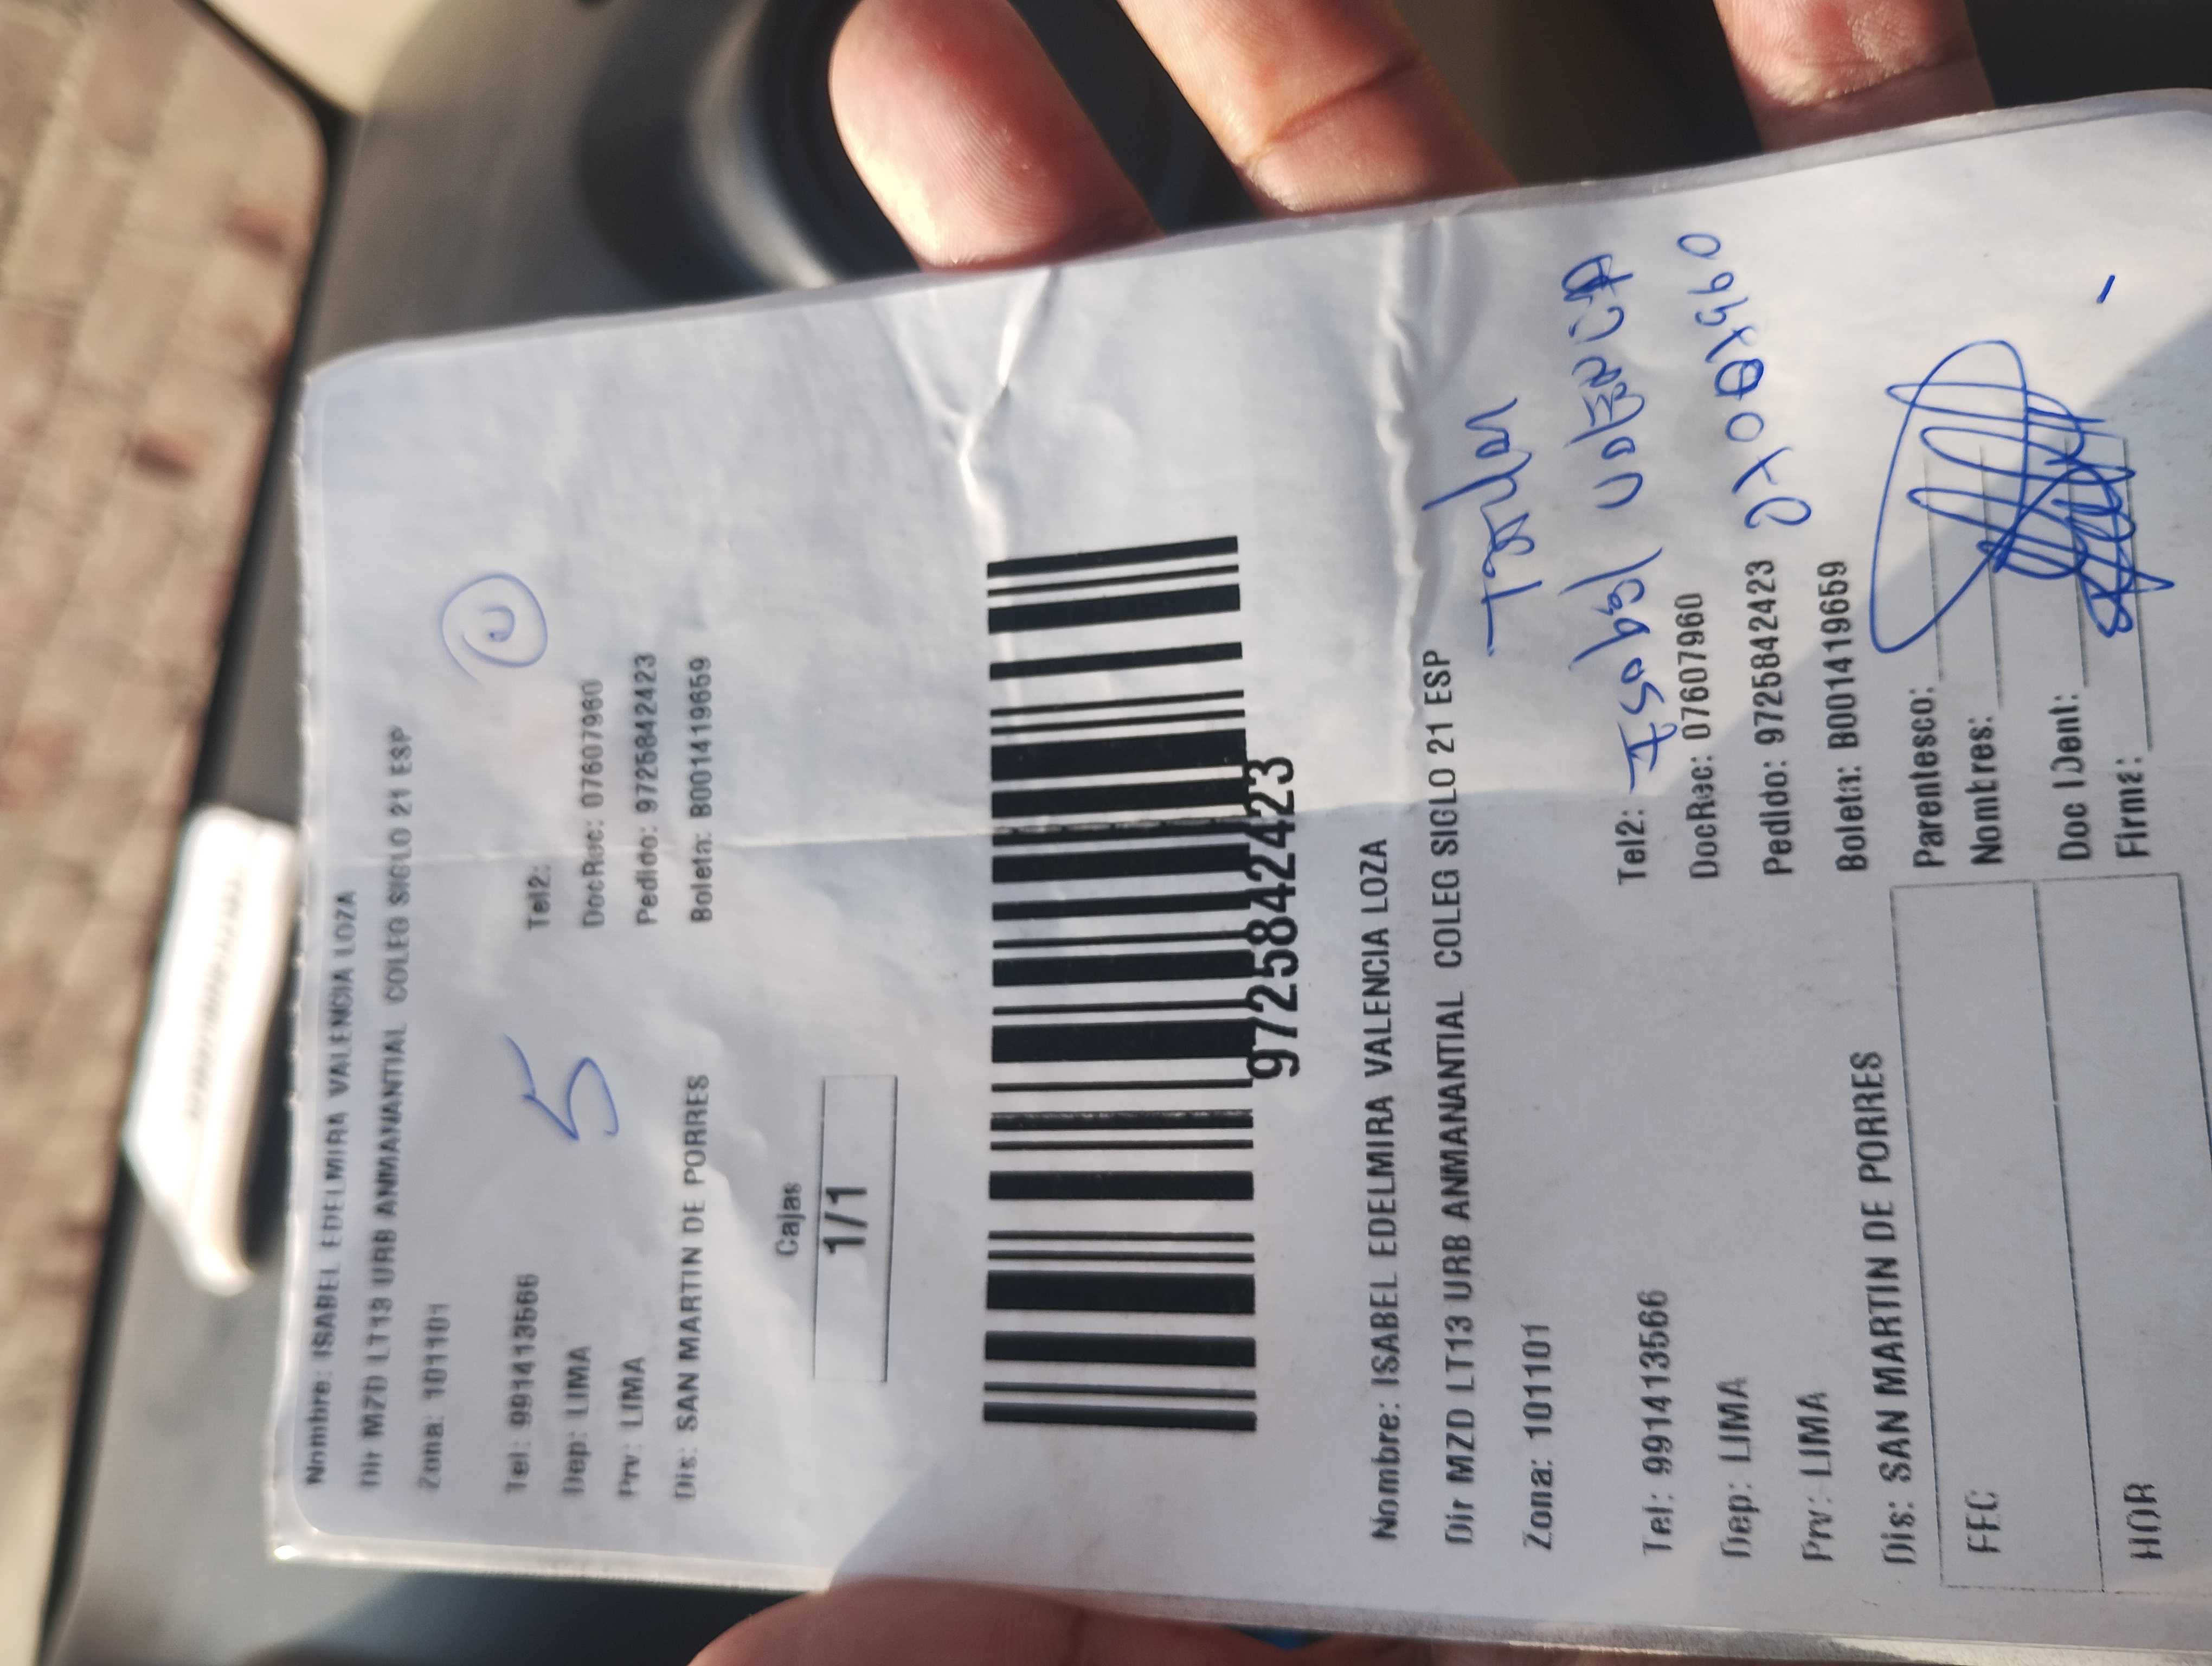 Nombre: ISABEL EDELMIRA VALENCIA LOZA
Dir MZD LT13 URB ANMANANTIAL COLEG SIGLO 21 ESP
Zona: 101101
Tel: 991413566 Tel2:
Dep: LIMA DocRec: 07607960
Prv: LIMA Pedido: 9725842423
Dis: SAN MARTIN DE PORRES Boleta: B001419659
5
Cajas
1/1
9725842423
Nombre: ISABEL EDELMIRA VALENCIA LOZA
Dir MZD LT13 URB ANMANANTIAL COLEG SIGLO 21 ESP
Zona: 101101
Isabel
Tel: 991413566 Tel2:
Dep: LIMA DocRec: 07607960
Prv: LIMA Pedido: 9725842423
Dis: SAN MARTIN DE PORRES Boleta: B001419659
FEC
HOR
Parentesco:
Nombres:
Doc IDent:
Firma: